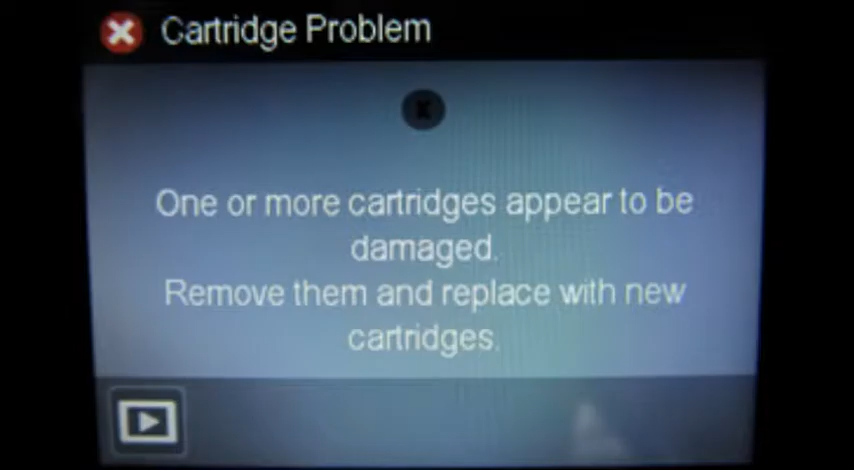 Cartridge Problem
K
One or more cartridges appear to be
damaged.
Remove them and replace with new
cartridges.